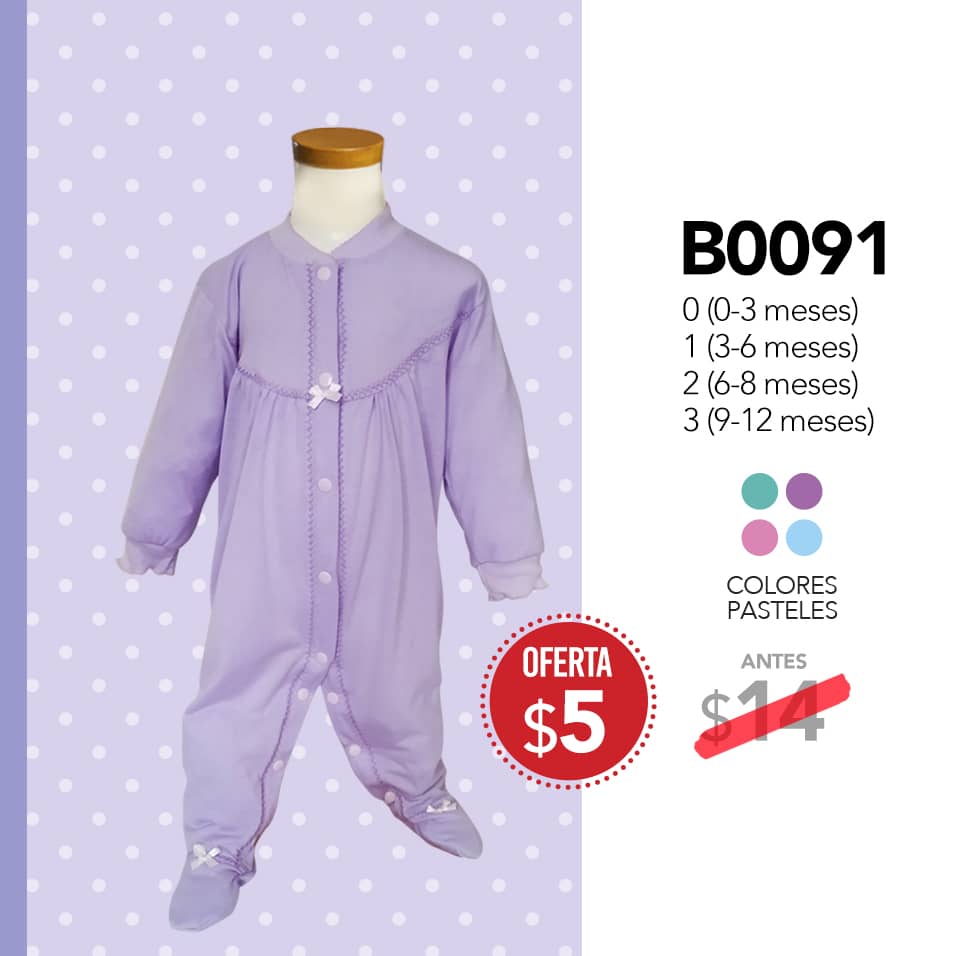 B0091
0 (0-3 meses)
1 (3-6 meses)
2 (6-8 meses)
3 (9-12 meses)
COLORES
PASTELES
OFERTA
$5
ANTES
$14